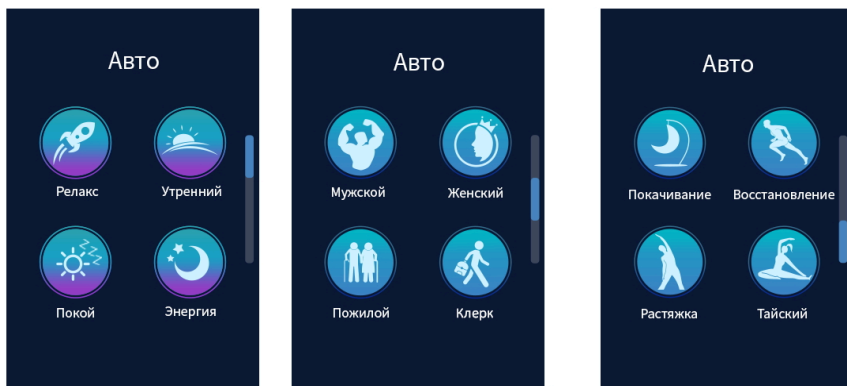 Авто
Релакс
Утренний
Покой
Энергия
Авто
Мужской
Женский
Пожилой
Клерк
Авто
Покачивание
Восстановление
Растяжка
Тайский